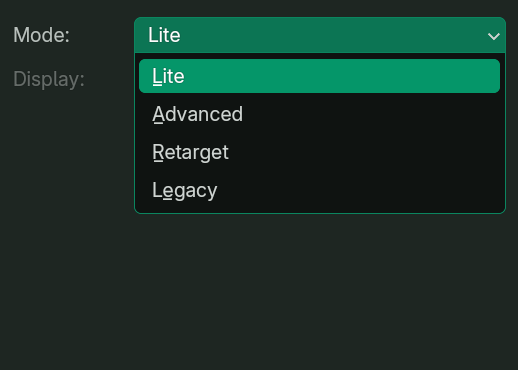 Mode:
Lite
Display:
Lite
Advanced
Retarget
Legacy